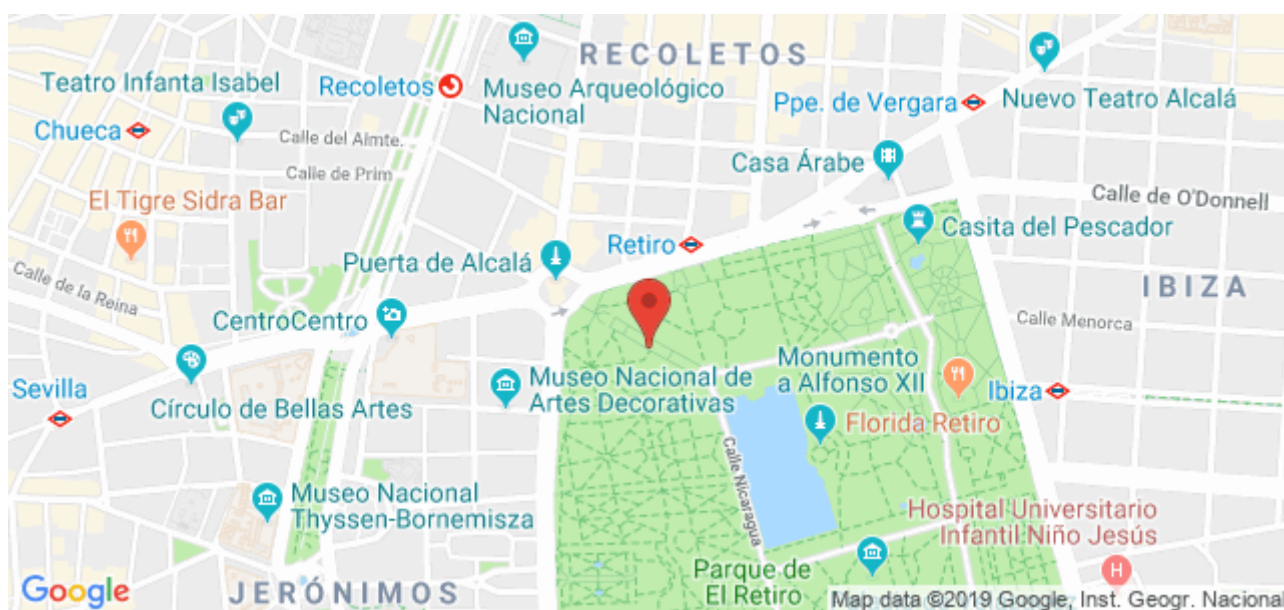 RECOLETOS
Teatro Infanta Isabel
Recoletos
Museo Arqueológico
Nacional
Ppe. de Vergara
Nuevo Teatro Alcalá
Chueca
Calle del Almte.
Calle de Prim
Casa Árabe
Calle de O'Donnell
El Tigre Sidra Bar
Casita del Pescador
Retiro
Puerta de Alcalá
Calle de la Reina
IBIZA
CentroCentro
Calle Menorca
Sevilla
Círculo de Bellas Artes
Museo Nacional de
Artes Decorativas
Monumento
a Alfonso XII
Ibiza
Florida Retiro
Calle Nicaragua
Museo Nacional
Thyssen-Bornemisza
Hospital Universitario
Infantil Niño Jesús
H
Parque de
El Retiro
Google
JERÓNIMOS
Map data ©2019 Google, Inst. Geogr. Naciona